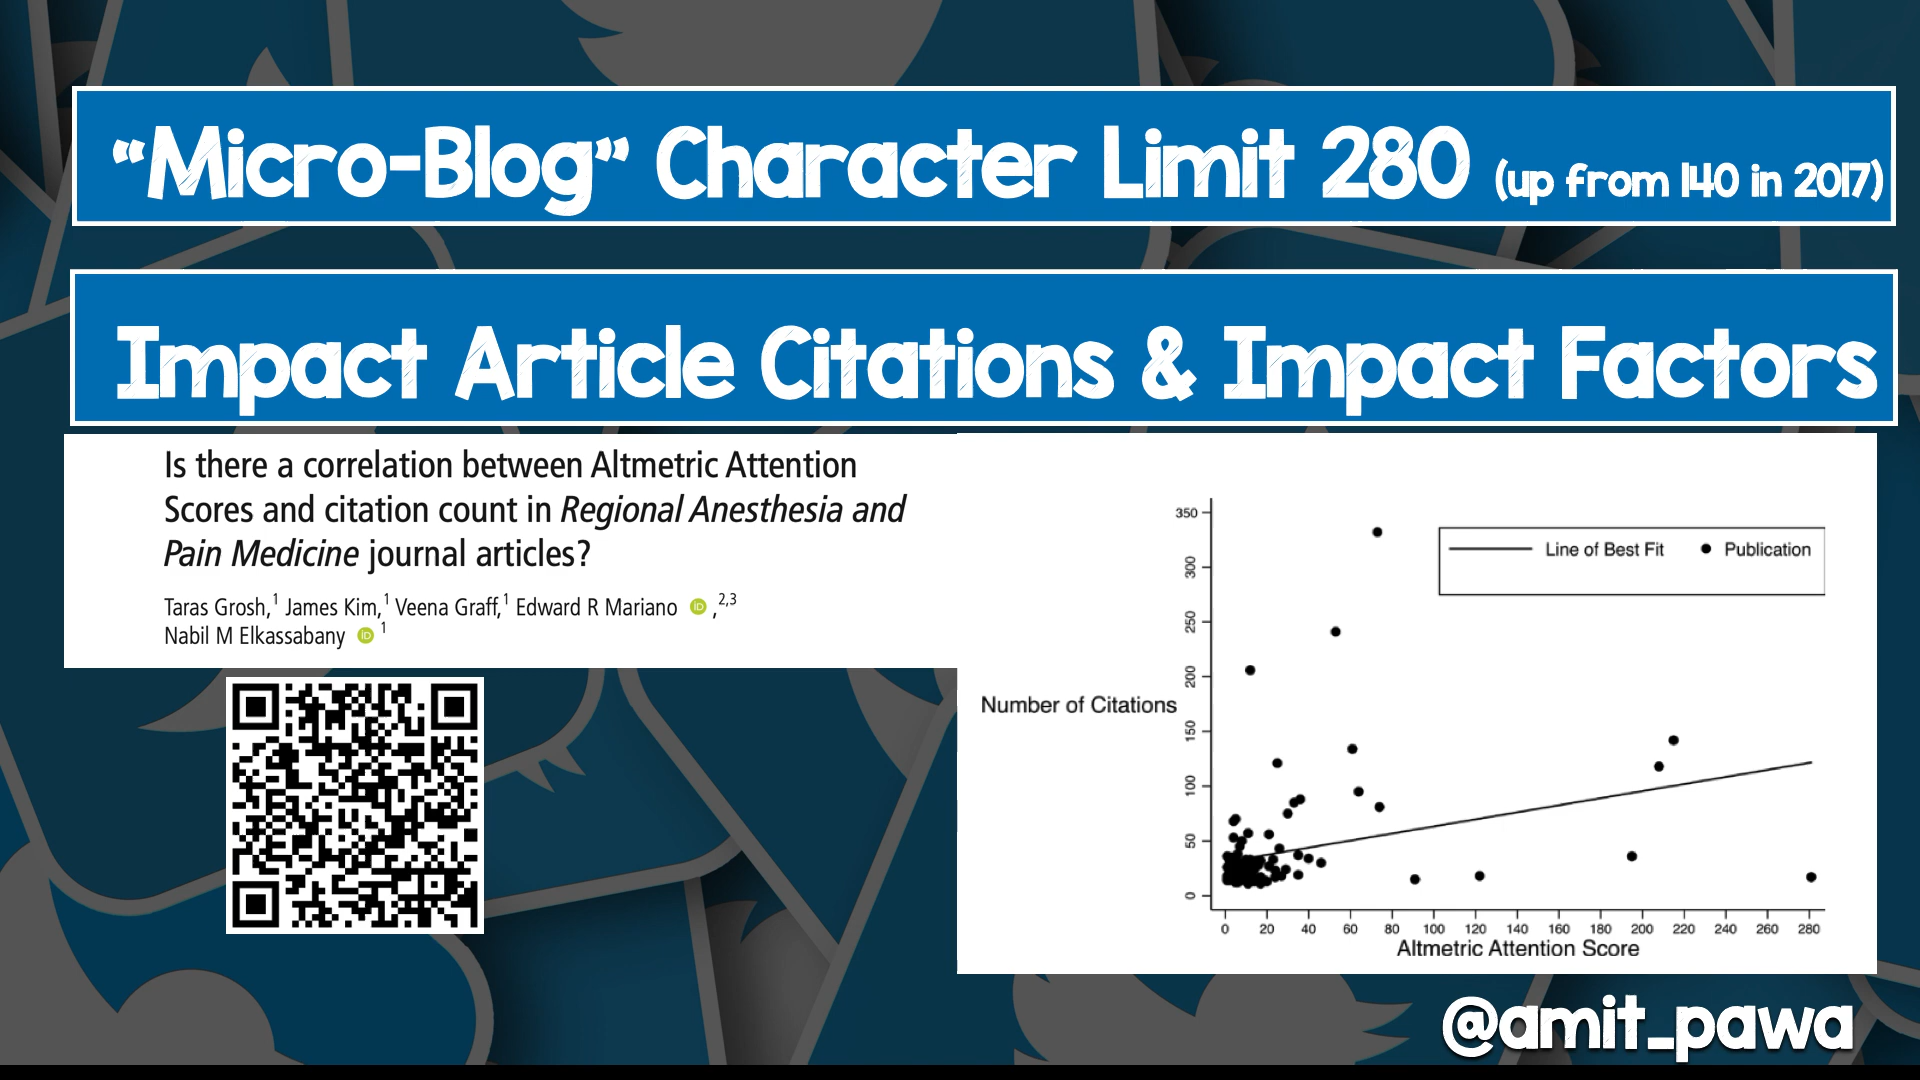 “Micro-Blog” Character Limit 280 (up from 140 in 2017)
Impact Article Citations & Impact Factors
Is there a correlation between Altmetric Attention
Scores and citation count in Regional Anesthesia and
Pain Medicine journal articles?
Taras Grosh,1 James Kim,1 Veena Graff,1 Edward R Mariano iD ,2,3
Nabil M Elkassabany iD 1
Line of Best Fit Publication
Number of Citations
350
300
250
200
150
100
50
0
0 20 40 60 80 100 120 140 160 180 200 220 240 260 280
Altmetric Attention Score
@amit_pawa